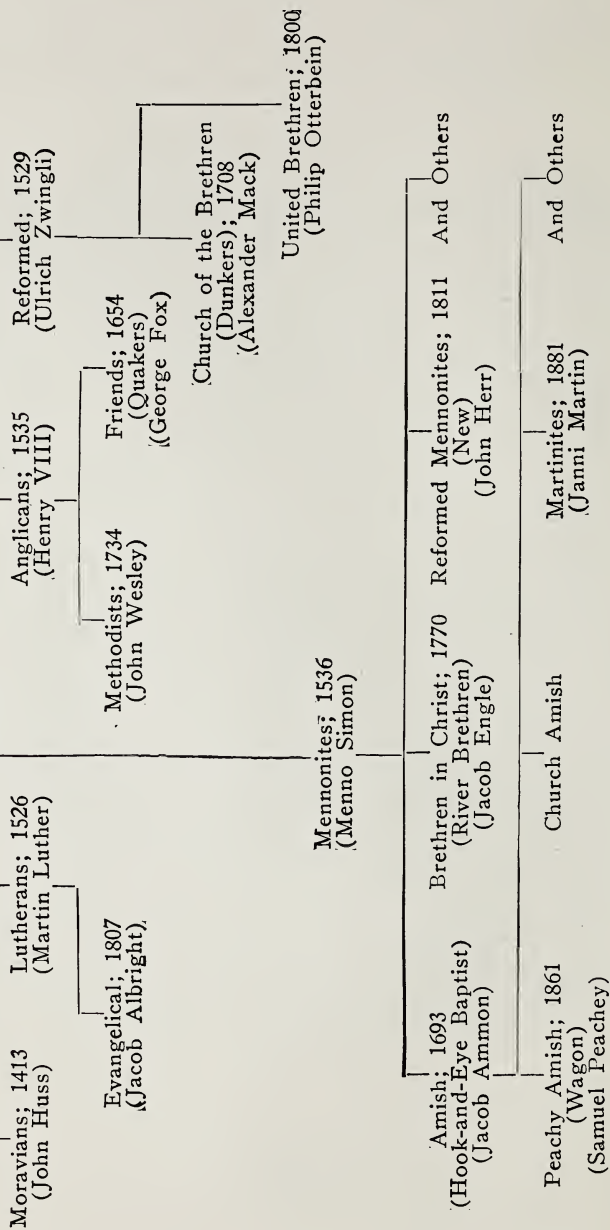 Moravians; 1413
(John Huss)
Lutherans; 1526
(Martin Luther)
Anglicans; 1535
(Henry VIII)
Reformed; 1529
(Ulrich Zwingli)
Evangelical; 1807
(Jacob Albright)
Methodists; 1734
(John Wesley)
Friends; 1654
(Quakers)
(George Fox)
Church of the Brethren
(Dunkers); 1708
(Alexander Mack)
United Brethren; 1800
(Philip Otterbein)
Mennonites; 1536
(Menno Simon)
Amish; 1693
(Hook-and-Eye Baptist)
(Jacob Ammon)
Brethren in Christ; 1770
(River Brethren)
(Jacob Engle)
Reformed Mennonites; 1811
(New)
(John Herr)
And Others
Peachy Amish; 1861
(Wagon)
(Samuel Peachey)
Church Amish
Martinites; 1881
(Janni Martin)
And Others